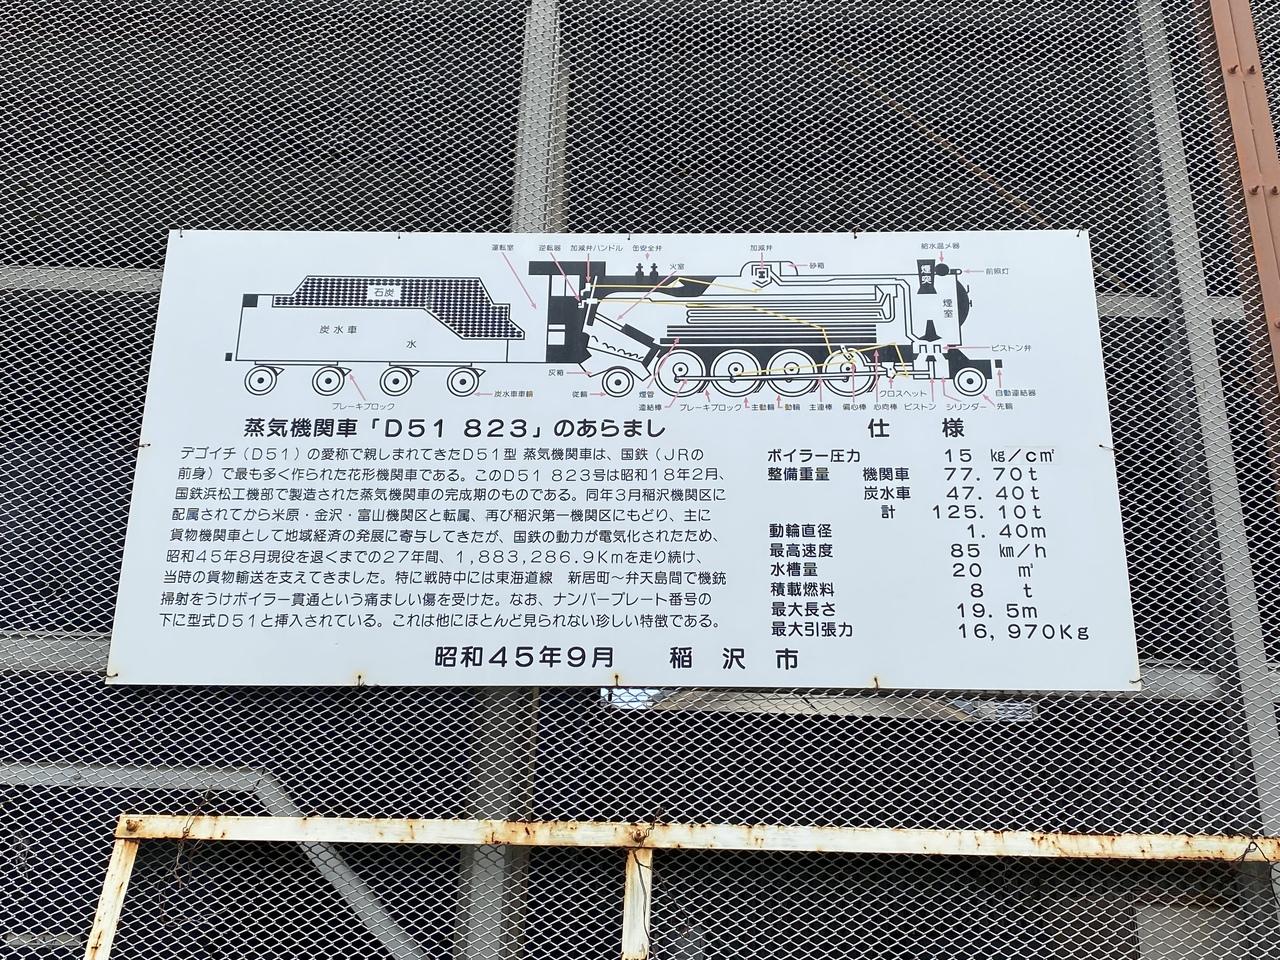 運転室 逆転器 加減弁ハンドル 缶安全弁 加減弁 給水温メ器
火室 砂箱 煙突 前照灯
石炭
炭水車 水
煙室
ピストン弁
灰箱
炭水車車輪 従輪 煙管 クロスヘット 自動連結器
ブレーキブロック 連結棒 ブレーキブロック 主動輪 動輪 主連棒 偏心棒 心向棒 ピストン シリンダー 先輪
蒸気機関車「D51 823」のあらまし
デゴイチ（D51）の愛称で親しまれてきたD51型 蒸気機関車は、国鉄（JRの
前身）で最も多く作られた花形機関車である。このD51 823号は昭和18年2月、
国鉄浜松工機部で製造された蒸気機関車の完成期のものである。同年3月稲沢機関区に
配属されてから米原・金沢・富山機関区と転属、再び稲沢第一機関区にもどり、主に
貨物機関車として地域経済の発展に寄与してきたが、国鉄の動力が電気化されたため、
昭和45年8月現役を退くまでの27年間、1,883,286.9Kmを走り続け、
当時の貨物輸送を支えてきました。特に戦時中には東海道線 新居町～弁天島間で機銃
掃射をうけボイラー貫通という痛ましい傷を受けた。なお、ナンバープレート番号の
下に型式D51と挿入されている。これは他にほとんど見られない珍しい特徴である。
仕 様
ボイラー圧力 15 kg/c㎡
整備重量 機関車 77.70t
炭水車 47.40t
計 125.10t
動輪直径 1.40m
最高速度 85 km/h
水槽量 20 ㎥
積載燃料 8 t
最大長さ 19.5m
最大引張力 16,970Kg
昭和45年9月 稲沢市